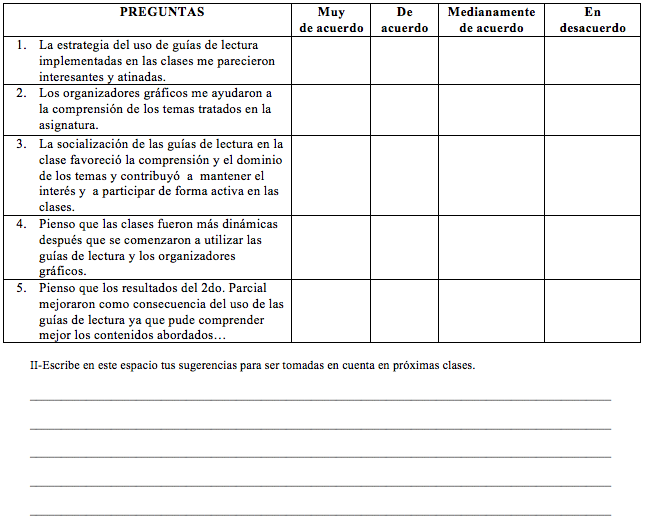 PREGUNTAS
Muy
de acuerdo
De
acuerdo
Medianamente
de acuerdo
En
desacuerdo
1. La estrategia del uso de guías de lectura
implementadas en las clases me parecieron
interesantes y atinadas.
2. Los organizadores gráficos me ayudaron a
la comprensión de los temas tratados en la
asignatura.
3. La socialización de las guías de lectura en la
clase favoreció la comprensión y el dominio
de los temas y contribuyó a mantener el
interés y a participar de forma activa en las
clases.
4. Pienso que las clases fueron más dinámicas
después que se comenzaron a utilizar las
guías de lectura y los organizadores
gráficos.
5. Pienso que los resultados del 2do. Parcial
mejoraron como consecuencia del uso de las
guías de lectura ya que pude comprender
mejor los contenidos abordados…
II-Escribe en este espacio tus sugerencias para ser tomadas en cuenta en próximas clases.